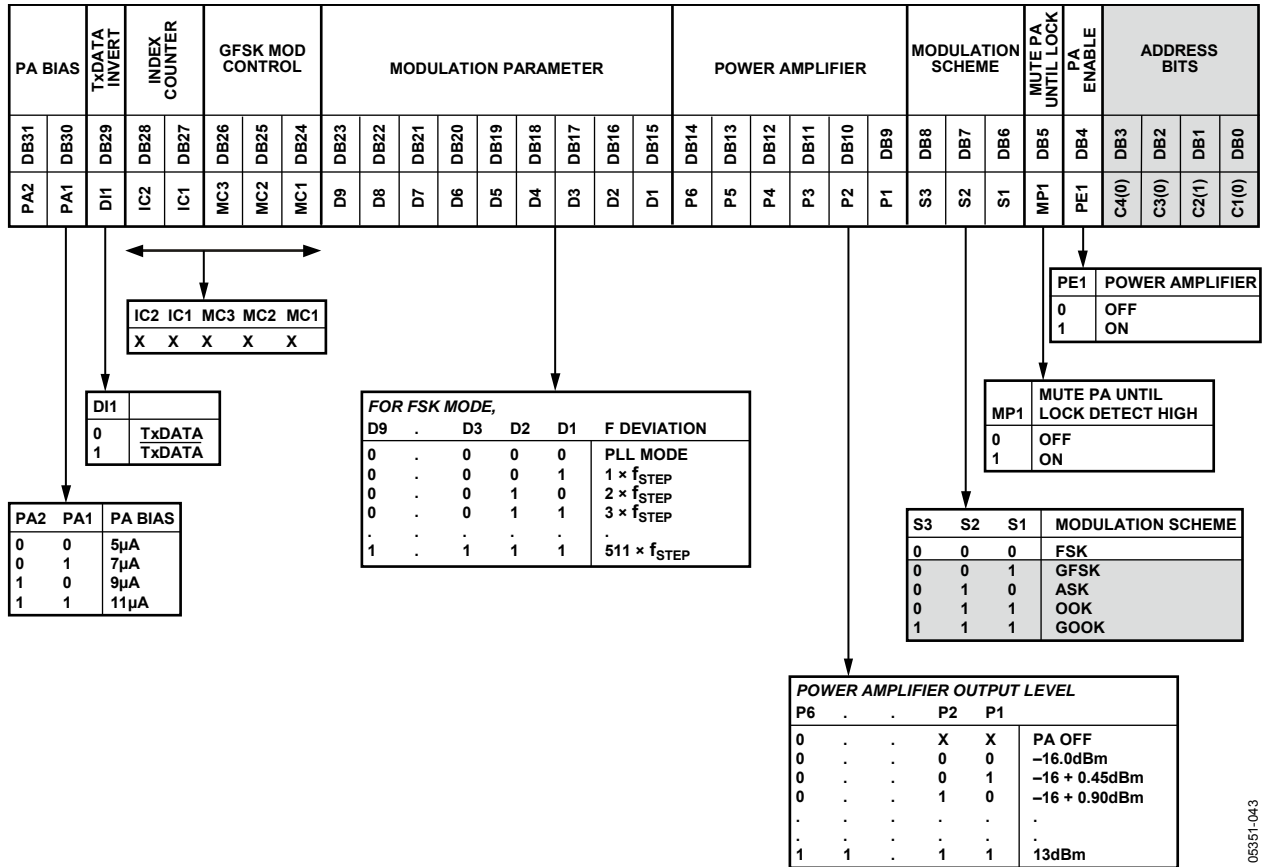 PA BIAS
TxDATA INVERT
INDEX COUNTER
GFSK MOD CONTROL
MODULATION PARAMETER
POWER AMPLIFIER
MODULATION SCHEME
MUTE PA UNTIL LOCK
PA ENABLE
ADDRESS BITS
DB31 DB30 DB29 DB28 DB27 DB26 DB25 DB24 DB23 DB22 DB21 DB20 DB19 DB18 DB17 DB16 DB15 DB14 DB13 DB12 DB11 DB10 DB9 DB8 DB7 DB6 DB5 DB4 DB3 DB2 DB1 DB0
PA2 PA1 DI1 IC2 IC1 MC3 MC2 MC1 D9 D8 D7 D6 D5 D4 D3 D2 D1 P6 P5 P4 P3 P2 P1 S3 S2 S1 MP1 PE1 C4(0) C3(0) C2(1) C1(0)
PE1 POWER AMPLIFIER
0 OFF
1 ON
IC2 IC1 MC3 MC2 MC1
X X X X X
MP1 MUTE PA UNTIL LOCK DETECT HIGH
0 OFF
1 ON
DI1
0 TxDATA
1 TxDATA
FOR FSK MODE,
D9 . D3 D2 D1 F DEVIATION
0 . 0 0 0 PLL MODE
0 . 0 0 1 1 × fSTEP
0 . 0 1 0 2 × fSTEP
0 . 0 1 1 3 × fSTEP
. . . . . .
1 . 1 1 1 511 × fSTEP
PA2 PA1 PA BIAS
0 0 5µA
0 1 7µA
1 0 9µA
1 1 11µA
S3 S2 S1 MODULATION SCHEME
0 0 0 FSK
0 0 1 GFSK
0 1 0 ASK
0 1 1 OOK
1 1 1 GOOK
POWER AMPLIFIER OUTPUT LEVEL
P6 . . P2 P1
0 . . X X PA OFF
0 . . 0 0 –16.0dBm
0 . . 0 1 –16 + 0.45dBm
0 . . 1 0 –16 + 0.90dBm
. . . . . .
. . . . . .
1 1 . 1 1 13dBm
05351-043